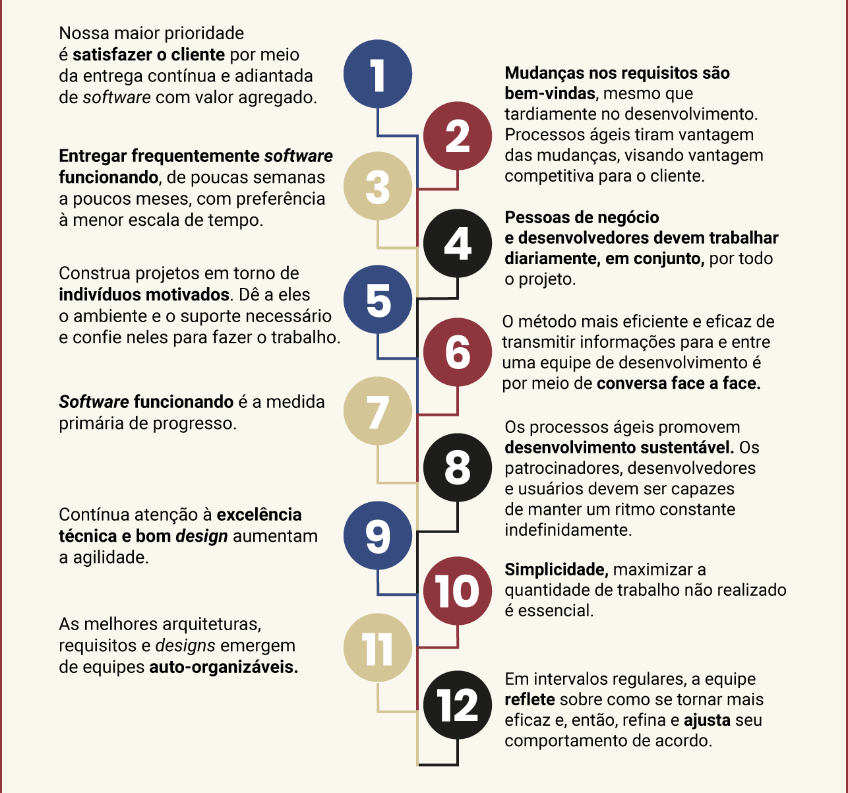 Nossa maior prioridade
é satisfazer o cliente por meio
da entrega contínua e adiantada
de software com valor agregado.
1
Mudanças nos requisitos são
bem-vindas, mesmo que
tardiamente no desenvolvimento.
Processos ágeis tiram vantagem
das mudanças, visando vantagem
competitiva para o cliente.
2
Entregar frequentemente software
funcionando, de poucas semanas
a poucos meses, com preferência
à menor escala de tempo.
3
Pessoas de negócio
e desenvolvedores devem trabalhar
diariamente, em conjunto, por todo
o projeto.
4
Construa projetos em torno de
indivíduos motivados. Dê a eles
o ambiente e o suporte necessário
e confie neles para fazer o trabalho.
5
O método mais eficiente e eficaz de
transmitir informações para e entre
uma equipe de desenvolvimento é
por meio de conversa face a face.
6
Software funcionando é a medida
primária de progresso.
7
Os processos ágeis promovem
desenvolvimento sustentável. Os
patrocinadores, desenvolvedores
e usuários devem ser capazes
de manter um ritmo constante
indefinidamente.
8
Contínua atenção à excelência
técnica e bom design aumentam
a agilidade.
9
Simplicidade, maximizar a
quantidade de trabalho não realizado
é essencial.
10
As melhores arquiteturas,
requisitos e designs emergem
de equipes auto-organizáveis.
11
Em intervalos regulares, a equipe
reflete sobre como se tornar mais
eficaz e, então, refina e ajusta seu
comportamento de acordo.
12